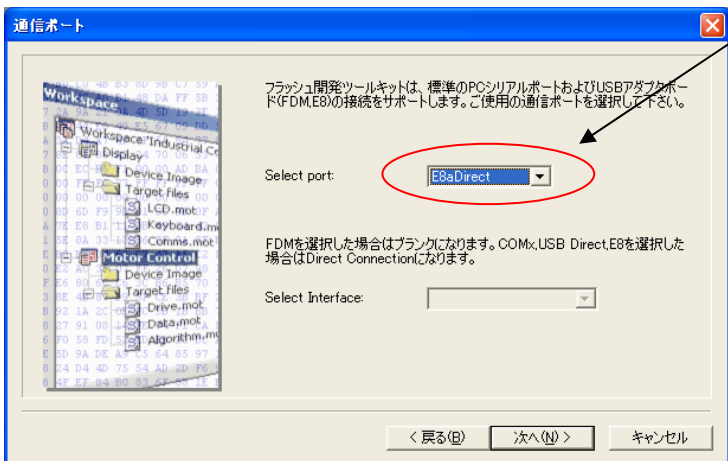 通信ポート
Workspace
Workspace 'Industrial Co
Display
Device Image
Target files
LCD.mot
Keyboard.m
Comms.mot
Motor Control
Device Image
Target files
Drive.mot
Data.mot
Algorithm.mo
フラッシュ開発ツールキットは、標準のPCシリアルポートおよびUSBアダプタボー
ド(FDM,E8)の接続をサポートします。ご使用の通信ポートを選択して下さい。
Select port:
E8aDirect
FDMを選択した場合はブランクになります。COMx,USB Direct,E8を選択した
場合はDirect Connectionになります。
Select Interface:
< 戻る(B)
次へ(N) >
キャンセル